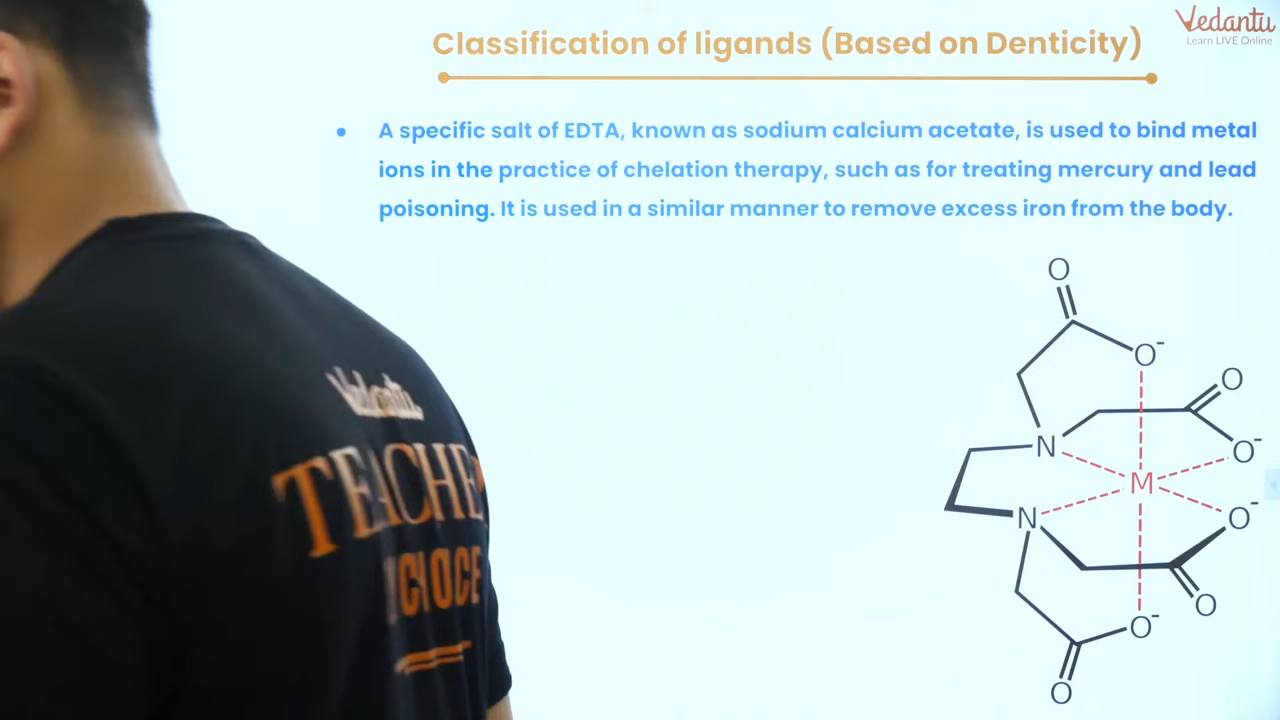 Vedantu
Learn LIVE Online
Classification of ligands (Based on Denticity)
• A specific salt of EDTA, known as sodium calcium acetate, is used to bind metal
ions in the practice of chelation therapy, such as for treating mercury and lead
poisoning. It is used in a similar manner to remove excess iron from the body.
O
O⁻
O
N
O⁻
M
N
O⁻
O
O⁻
O
Vedantu